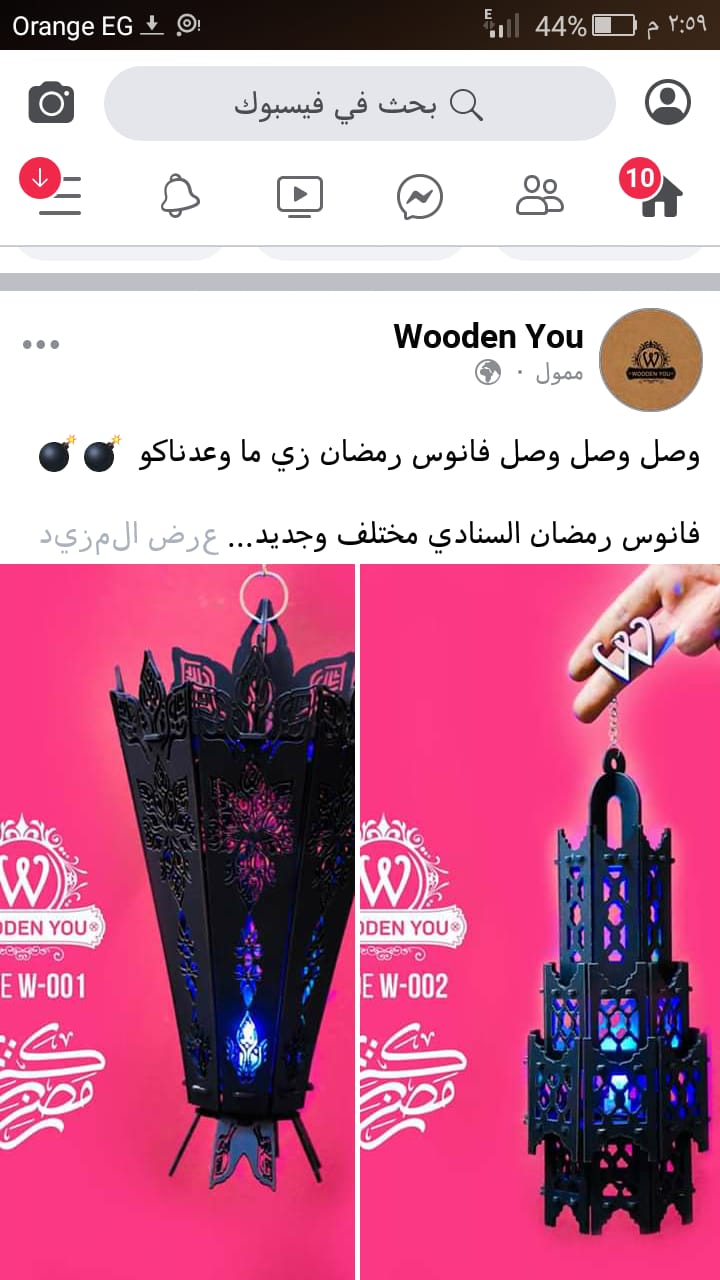 Orange EG
E
44%
م ٢:٥٩
بحث في فيسبوك
10
Wooden You
ممول ·
W
WOODEN YOU
وصل وصل وصل فانوس رمضان زي ما وعدناكو
فانوس رمضان السنادي مختلف وجديد... عرض المزيد
W
W
ODEN YOU®
E W-001
W
ODEN YOU®
E W-002